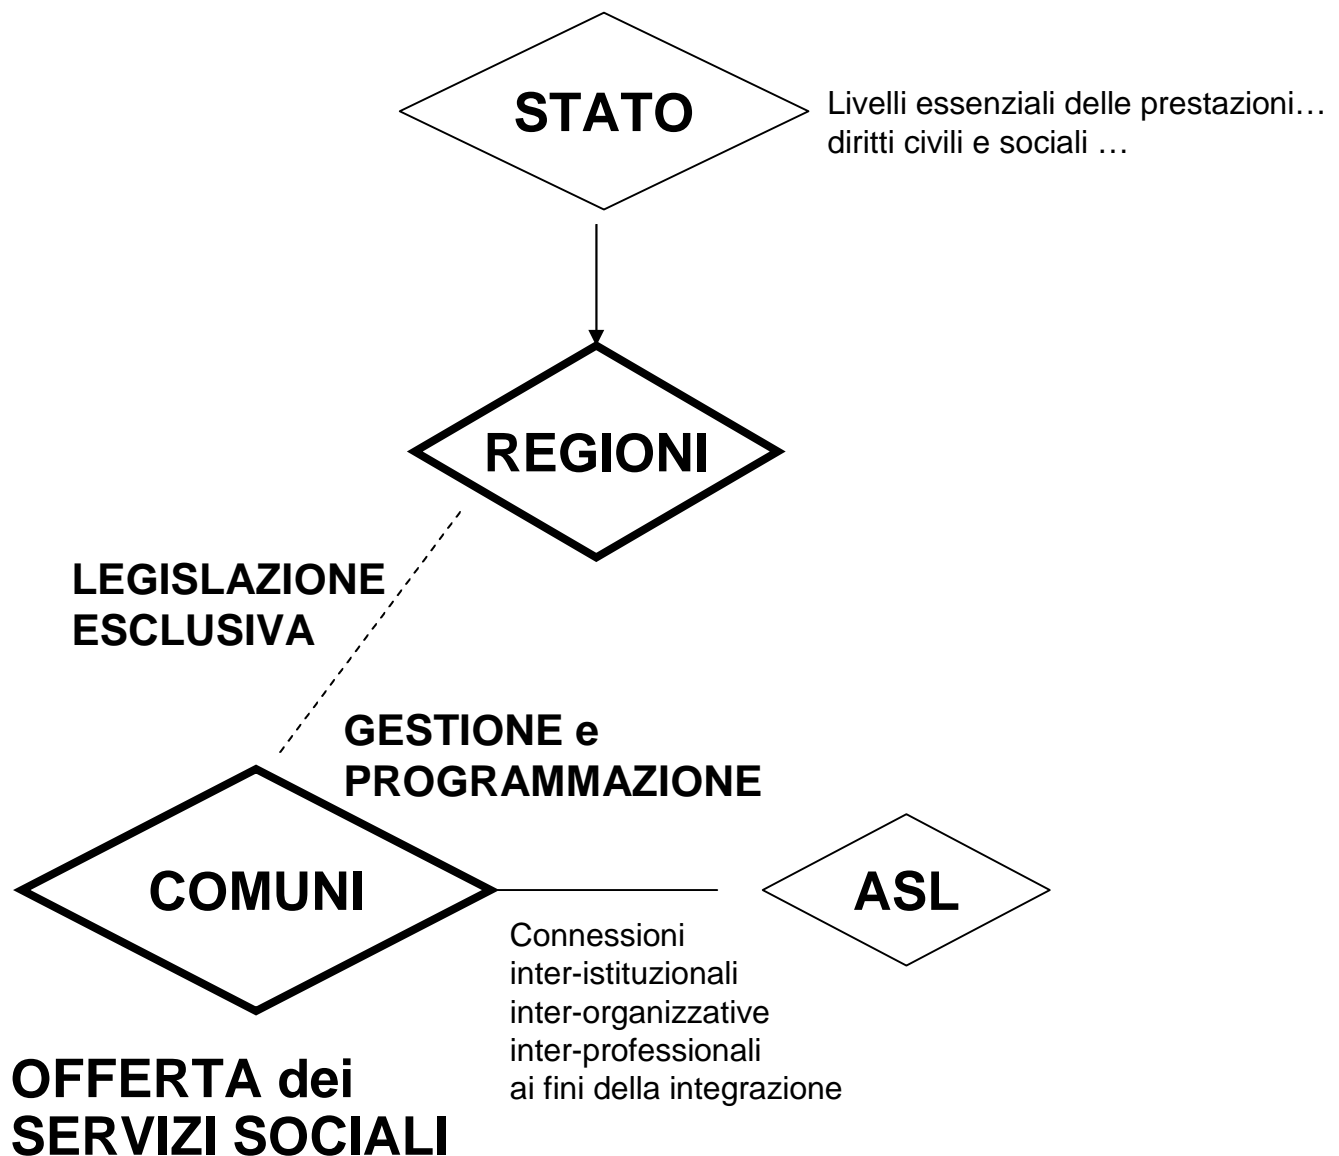 STATO
Livelli essenziali delle prestazioni…
diritti civili e sociali …
REGIONI
LEGISLAZIONE
ESCLUSIVA
GESTIONE e
PROGRAMMAZIONE
COMUNI
ASL
Connessioni
inter-istituzionali
inter-organizzative
inter-professionali
ai fini della integrazione
OFFERTA dei
SERVIZI SOCIALI